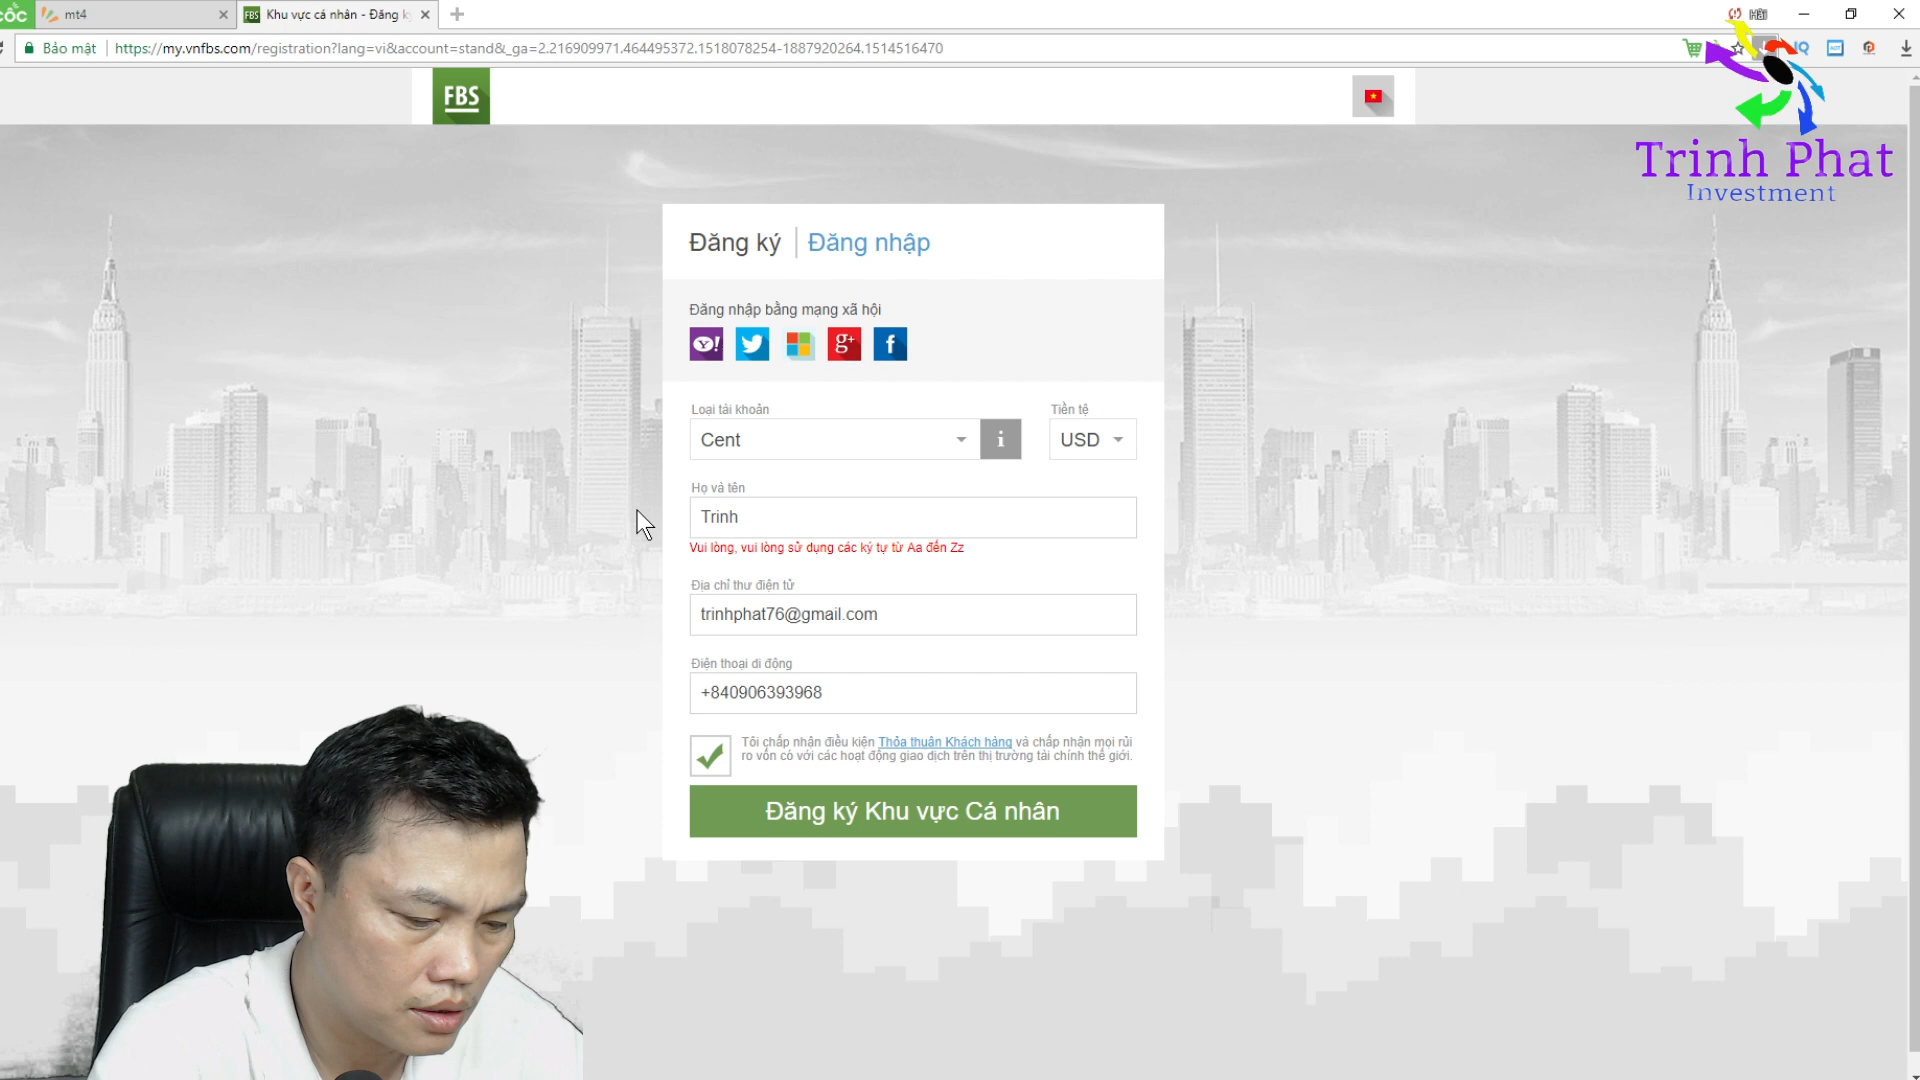 cốc
mt4
FBS
Khu vực cá nhân - Đăng ký
Hải
Bảo mật
https://my.vnfbs.com/registration?lang=vi&account=stand&_ga=2.216909971.464495372.1518078254-1887920264.1514516470
IQ
FBS
Trinh Phat
Investment
Đăng ký
Đăng nhập
Đăng nhập bằng mạng xã hội
Y!
g+
f
Loại tài khoản
Tiền tệ
Cent
i
USD
Họ và tên
Trinh
Vui lòng, vui lòng sử dụng các ký tự từ Aa đến Zz
Địa chỉ thư điện tử
trinhphat76@gmail.com
Điện thoại di động
+840906393968
Tôi chấp nhận điều kiện Thỏa thuận Khách hàng và chấp nhận mọi rủi
ro vốn có với các hoạt động giao dịch trên thị trường tài chính thế giới.
Đăng ký Khu vực Cá nhân